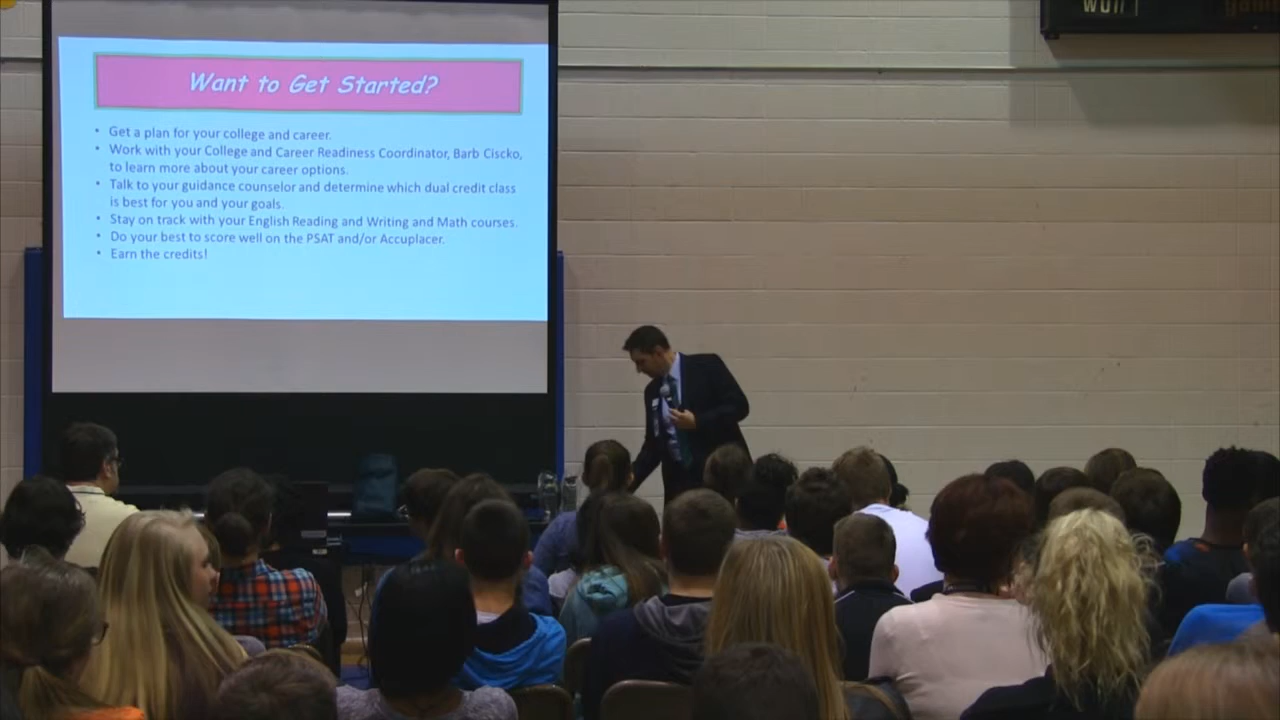 WON
game
Want to Get Started?
• Get a plan for your college and career.
• Work with your College and Career Readiness Coordinator, Barb Ciscko,
to learn more about your career options.
• Talk to your guidance counselor and determine which dual credit class
is best for you and your goals.
• Stay on track with your English Reading and Writing and Math courses.
• Do your best to score well on the PSAT and/or Accuplacer.
• Earn the credits!